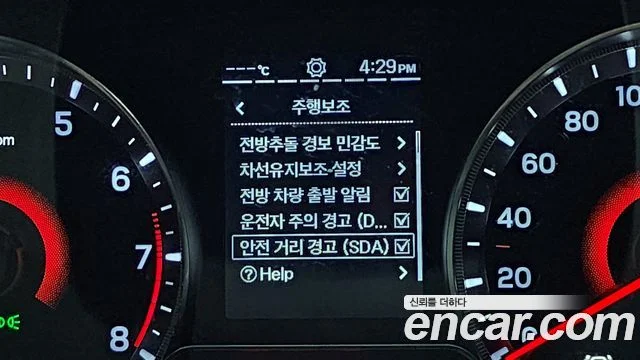 ---°C 4:29PM
주행보조
전방추돌 경보 민감도
차선유지보조 설정
전방 차량 출발 알림
운전자 주의 경고 (D...
안전 거리 경고 (SDA)
? Help
5
6
7
8
100
80
60
40
20
0
신뢰를 더하다
encar.com